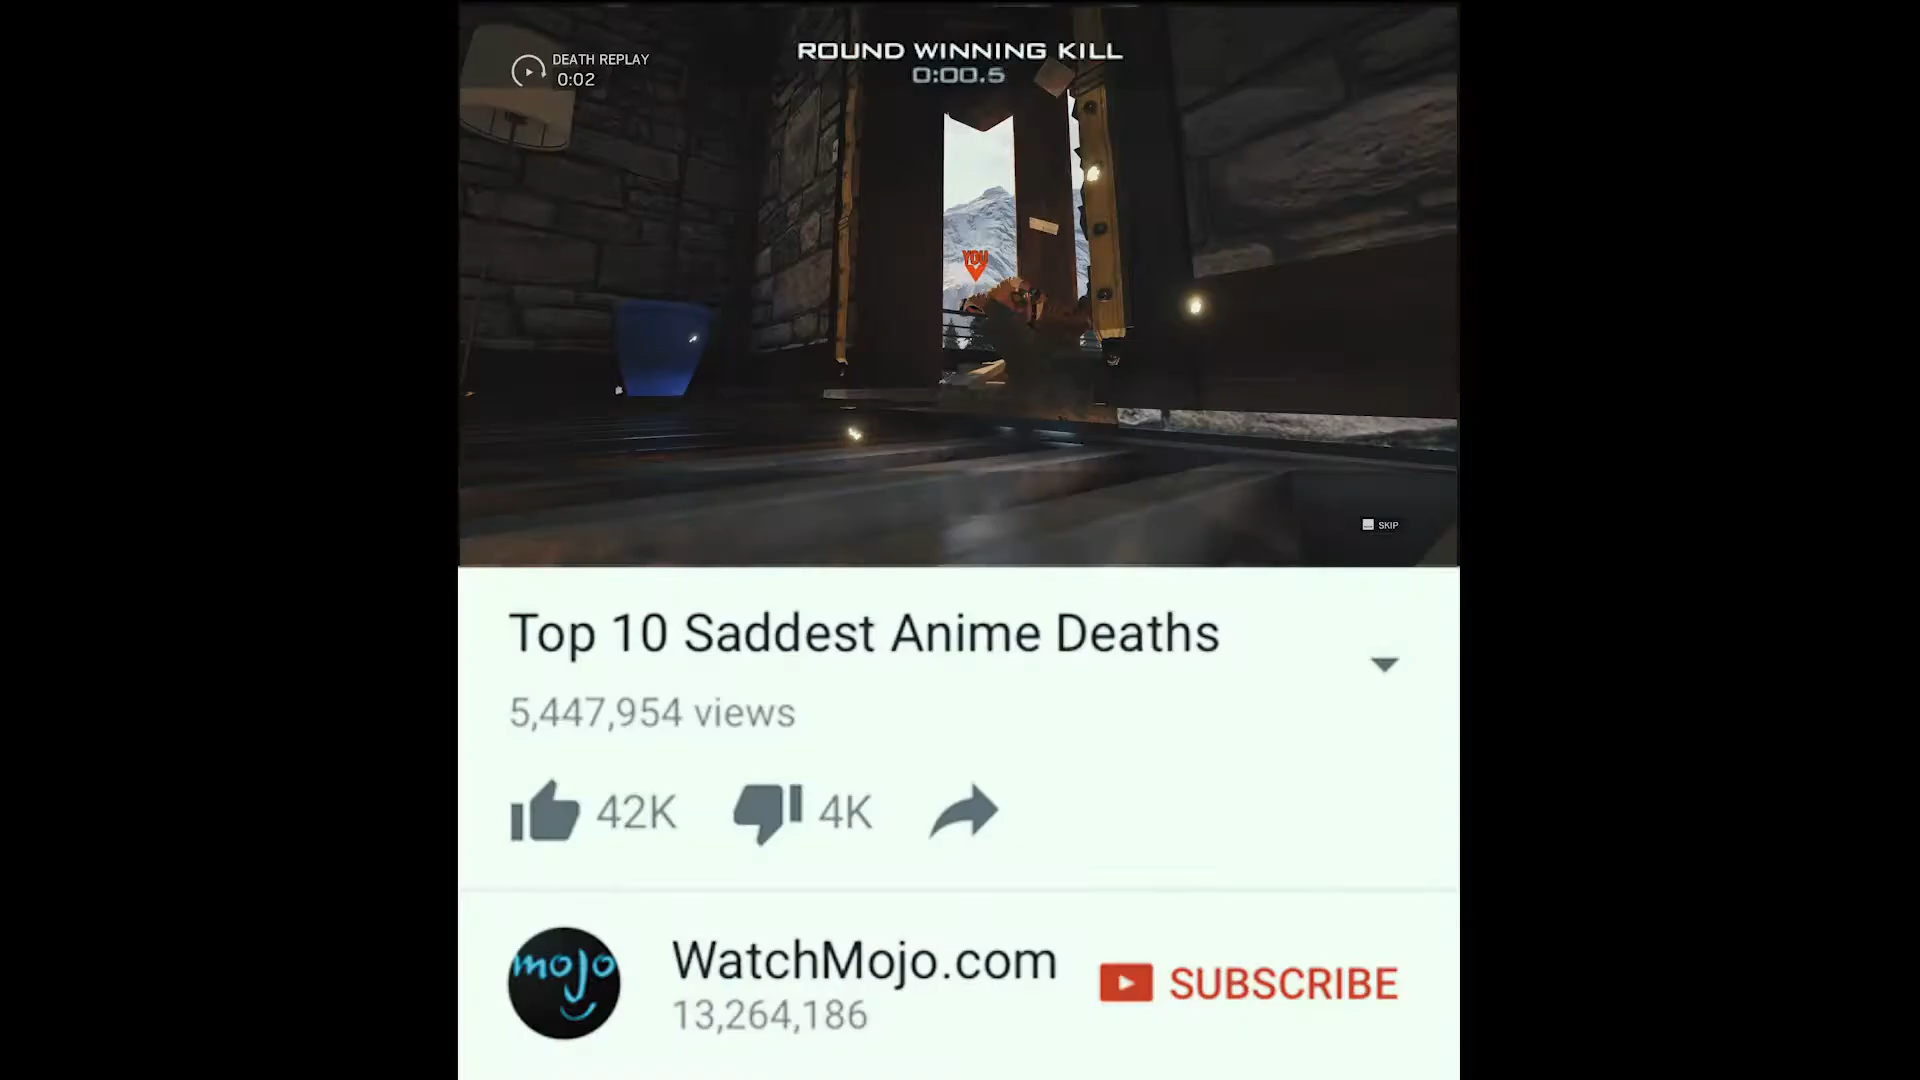 DEATH REPLAY
0:02
ROUND WINNING KILL
0:00.5
YOU
SKIP
Top 10 Saddest Anime Deaths
5,447,954 views
42K
4K
mojo
WatchMojo.com
13,264,186
SUBSCRIBE